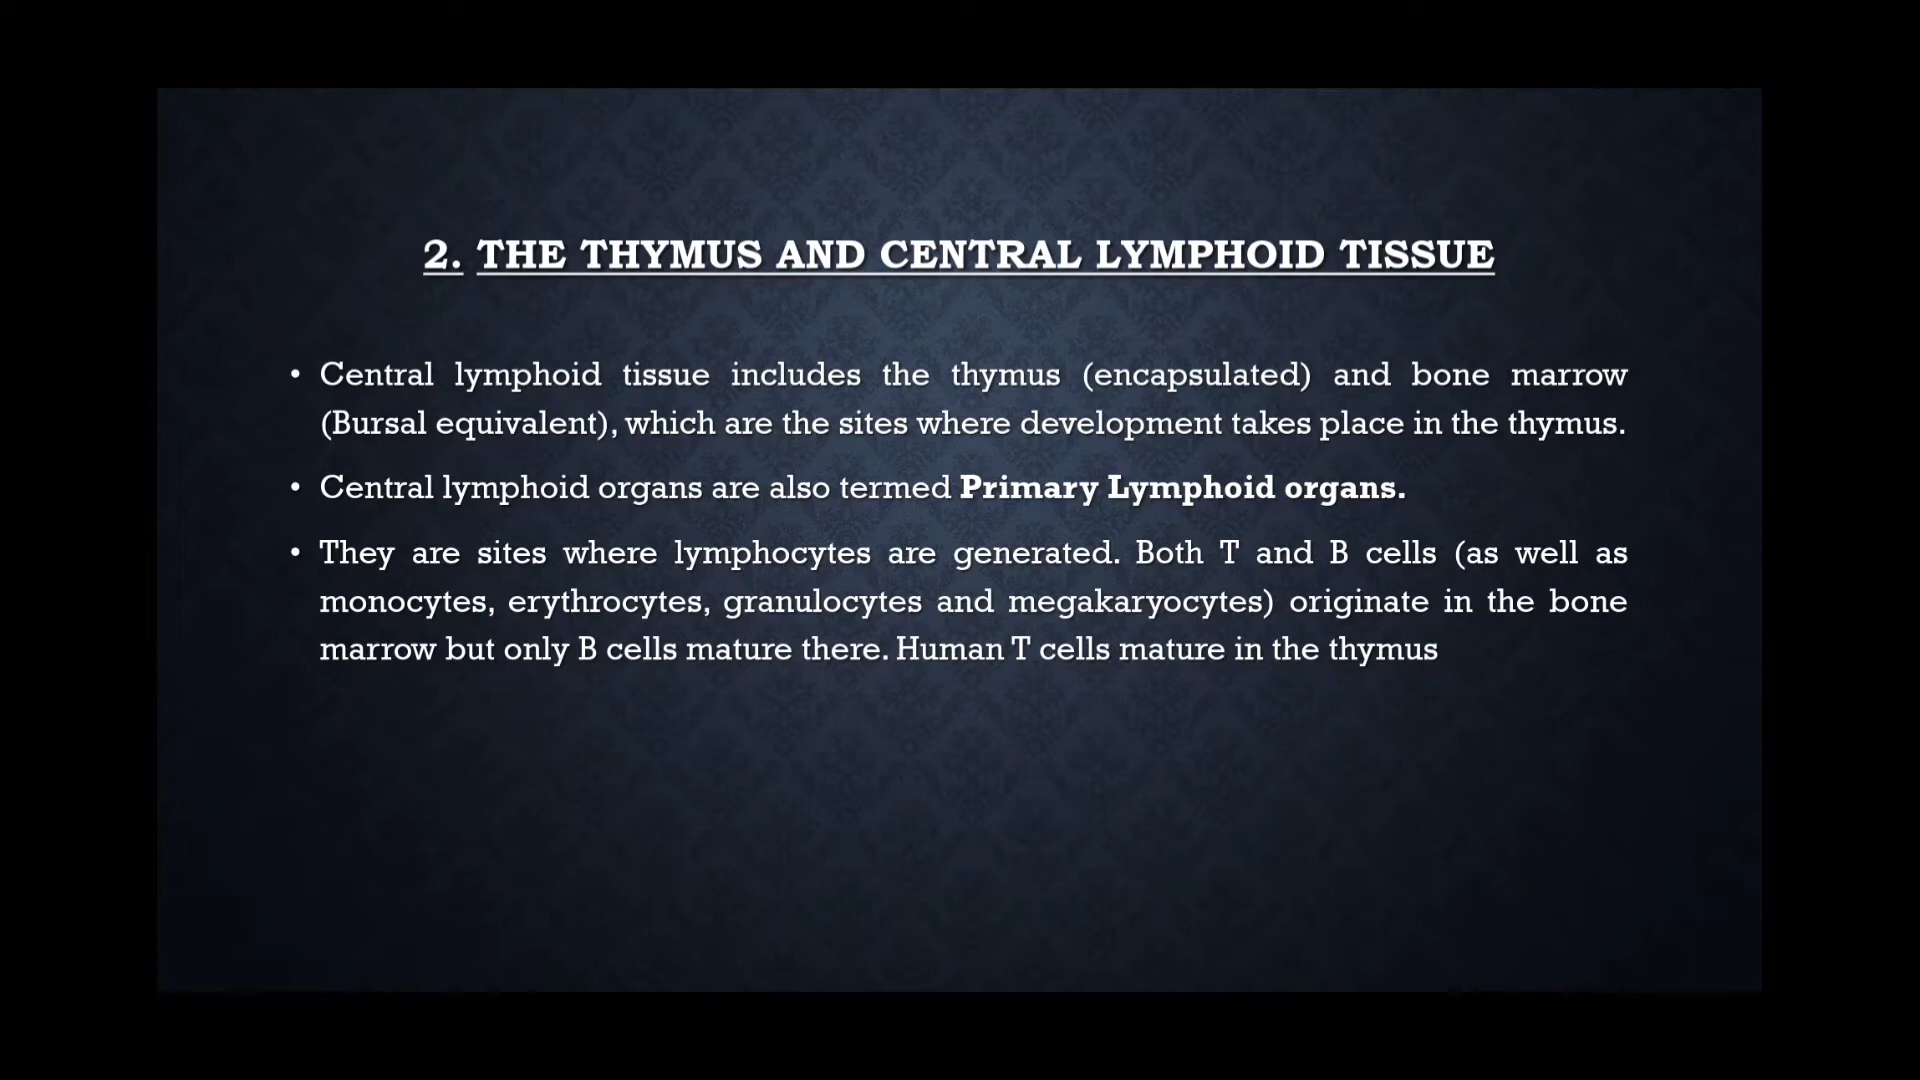 2. THE THYMUS AND CENTRAL LYMPHOID TISSUE
• Central lymphoid tissue includes the thymus (encapsulated) and bone marrow
(Bursal equivalent), which are the sites where development takes place in the thymus.
• Central lymphoid organs are also termed Primary Lymphoid organs.
• They are sites where lymphocytes are generated. Both T and B cells (as well as
monocytes, erythrocytes, granulocytes and megakaryocytes) originate in the bone
marrow but only B cells mature there. Human T cells mature in the thymus